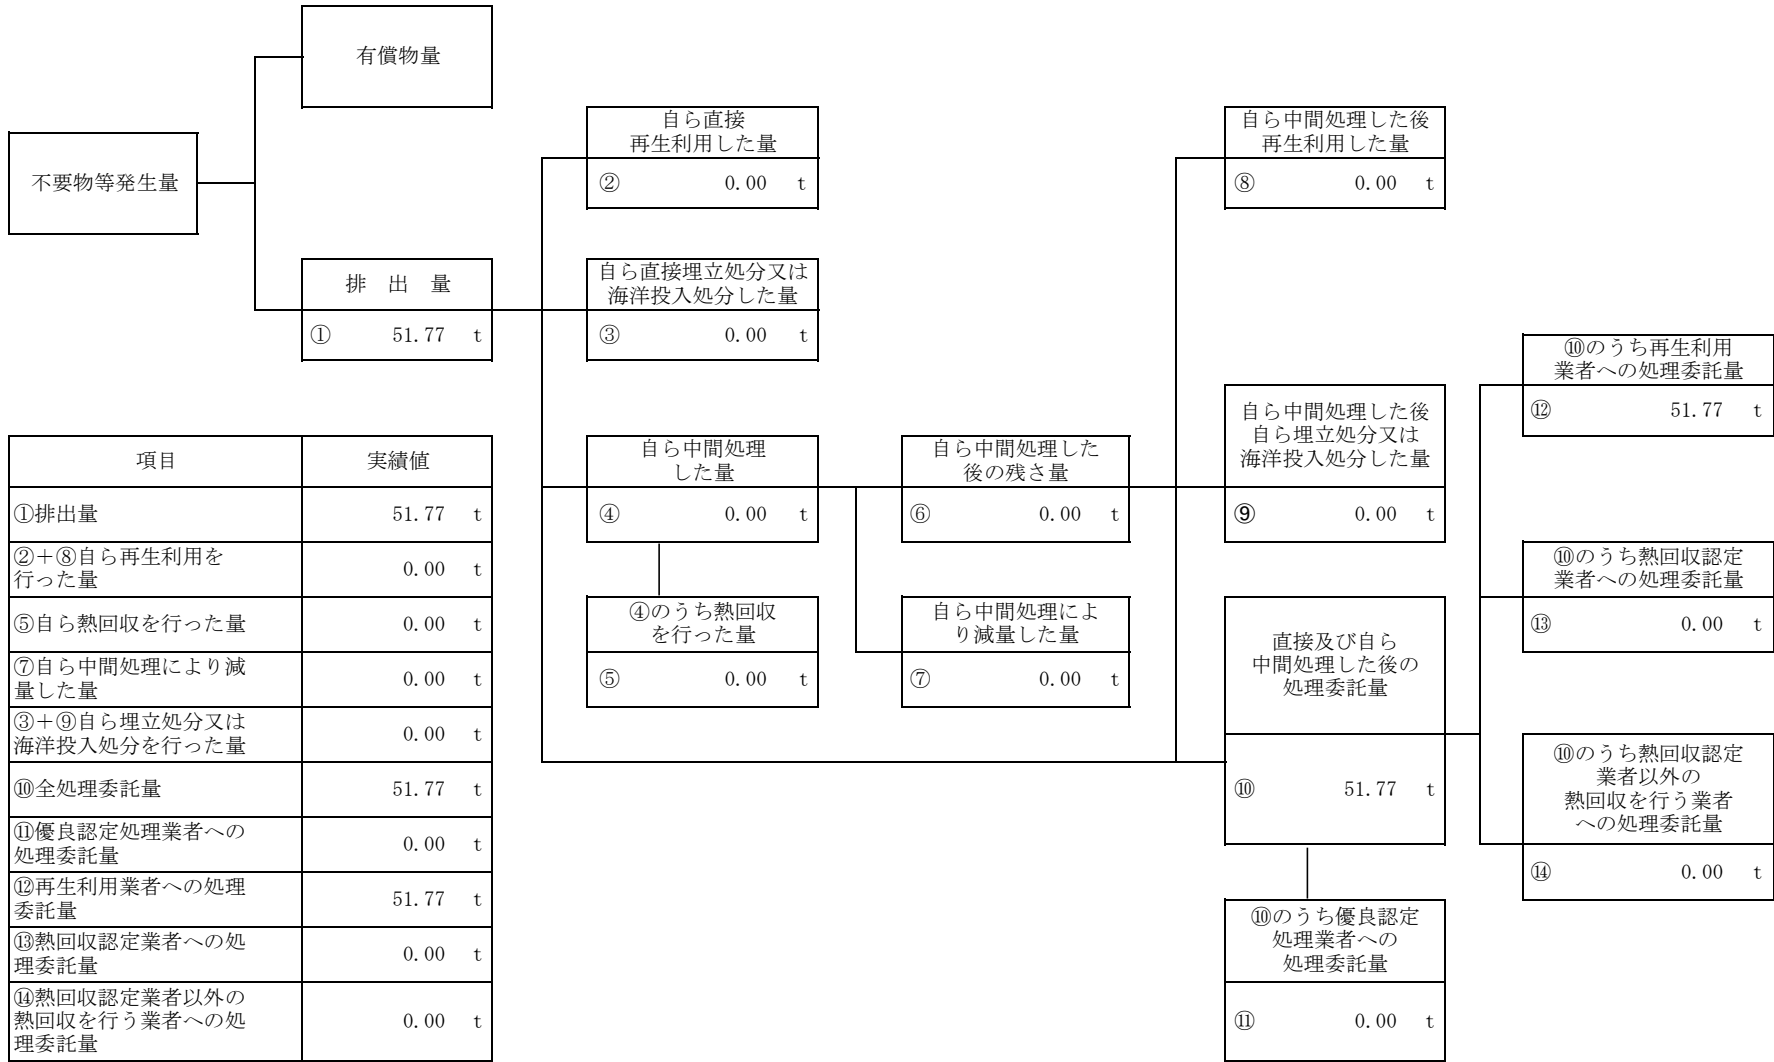 有償物量
不要物等発生量
排 出 量
① 51.77 t
自ら直接
再生利用した量
② 0.00 t
自ら直接埋立処分又は
海洋投入処分した量
③ 0.00 t
自ら中間処理
した量
④ 0.00 t
④のうち熱回収
を行った量
⑤ 0.00 t
自ら中間処理した
後の残さ量
⑥ 0.00 t
自ら中間処理によ
り減量した量
⑦ 0.00 t
自ら中間処理した後
再生利用した量
⑧ 0.00 t
自ら中間処理した後
自ら埋立処分又は
海洋投入処分した量
⑨ 0.00 t
直接及び自ら
中間処理した後の
処理委託量
⑩ 51.77 t
⑩のうち優良認定
処理業者への
処理委託量
⑪ 0.00 t
⑩のうち再生利用
業者への処理委託量
⑫ 51.77 t
⑩のうち熱回収認定
業者への処理委託量
⑬ 0.00 t
⑩のうち熱回収認定
業者以外の
熱回収を行う業者
への処理委託量
⑭ 0.00 t
項目 実績値
①排出量 51.77 t
②+⑧自ら再生利用を
行った量 0.00 t
⑤自ら熱回収を行った量 0.00 t
⑦自ら中間処理により減
量した量 0.00 t
③+⑨自ら埋立処分又は
海洋投入処分を行った量 0.00 t
⑩全処理委託量 51.77 t
⑪優良認定処理業者への
処理委託量 0.00 t
⑫再生利用業者への処理
委託量 51.77 t
⑬熱回収認定業者への処
理委託量 0.00 t
⑭熱回収認定業者以外の
熱回収を行う業者への処
理委託量 0.00 t